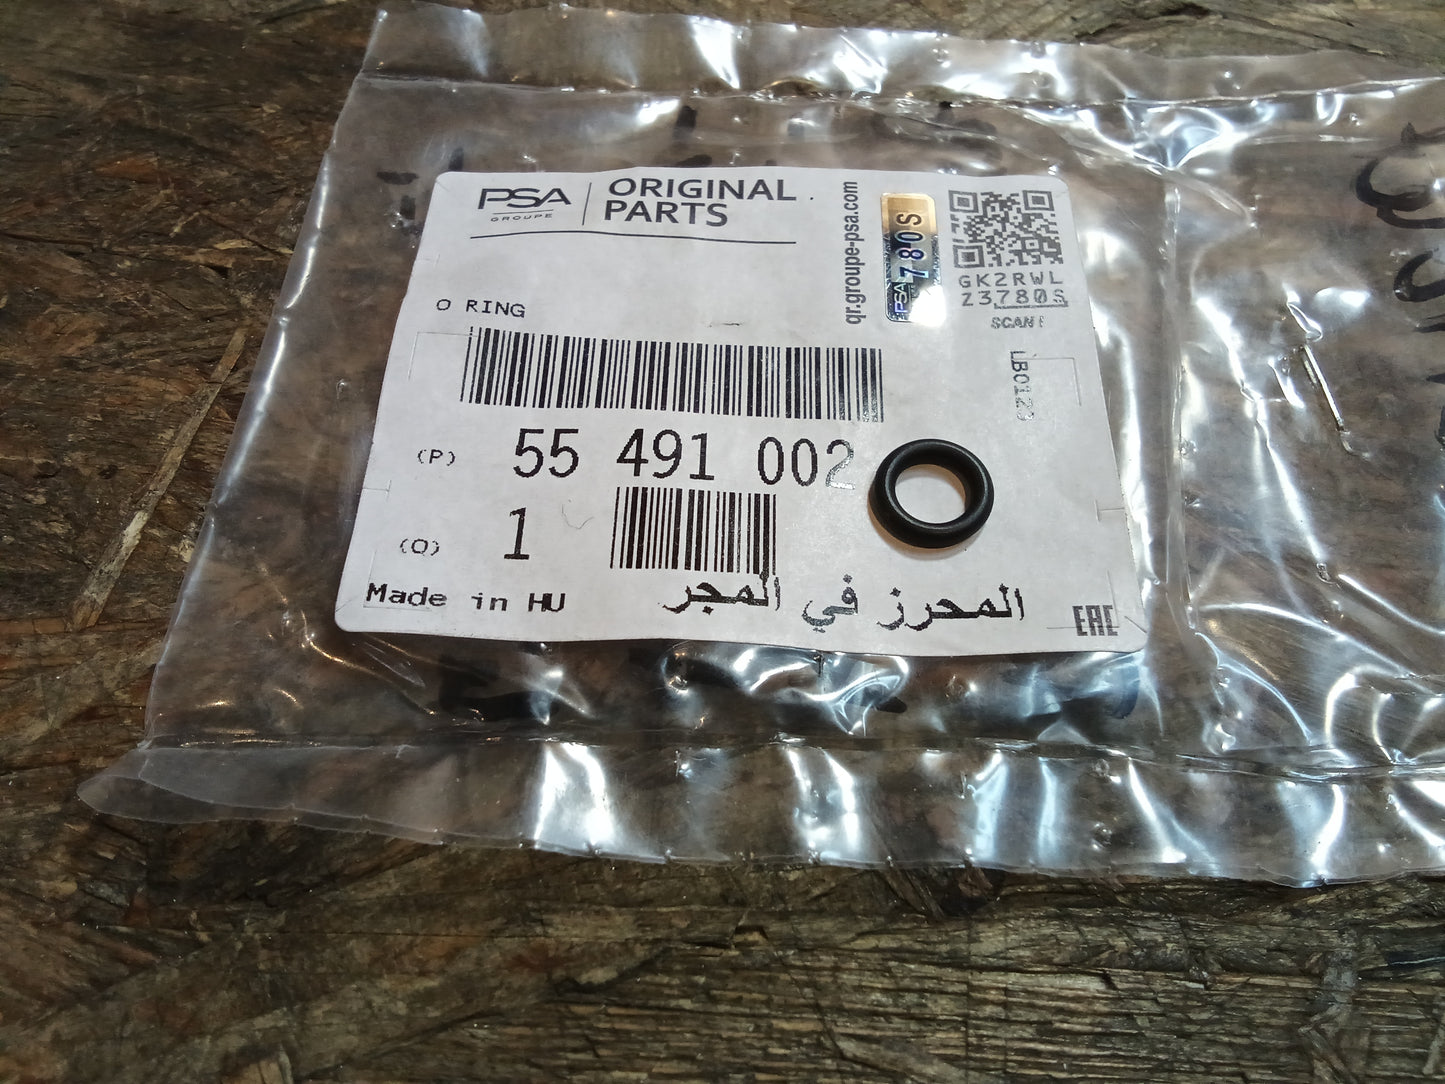 PSA
GROUPE
ORIGINAL
PARTS
qr.groupe-psa.com
PSA 780S
GK2RWL
Z3780S
SCAN!
O RING
(P) 55 491 002
(Q) 1
Made in HU
المحرز في المجر
EAC